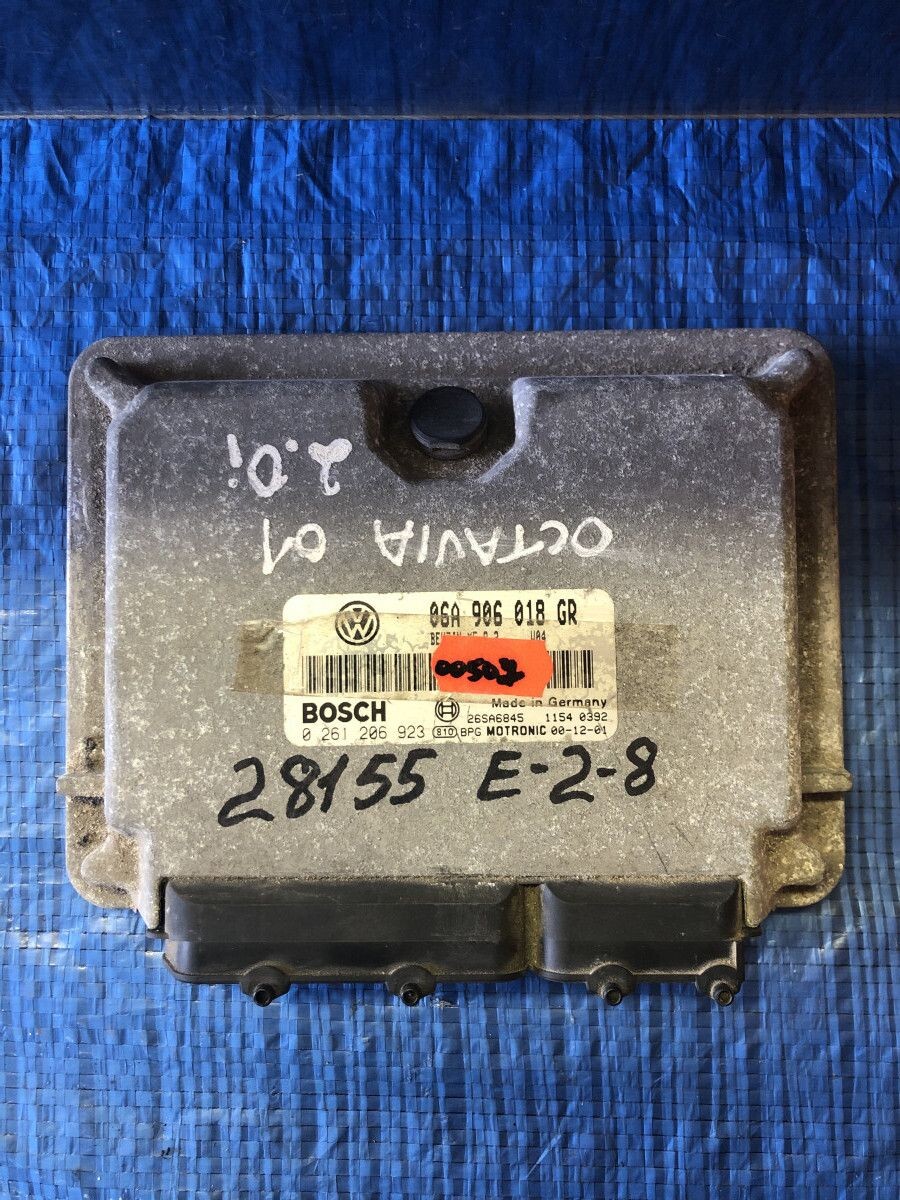 2.0i
OCTAVIA 01
06A 906 018 GR
BOSCH
Made in Germany
26SA6845 1154 0392
0 261 206 923 S10 BPG MOTRONIC 00-12-01
28155 E-2-8